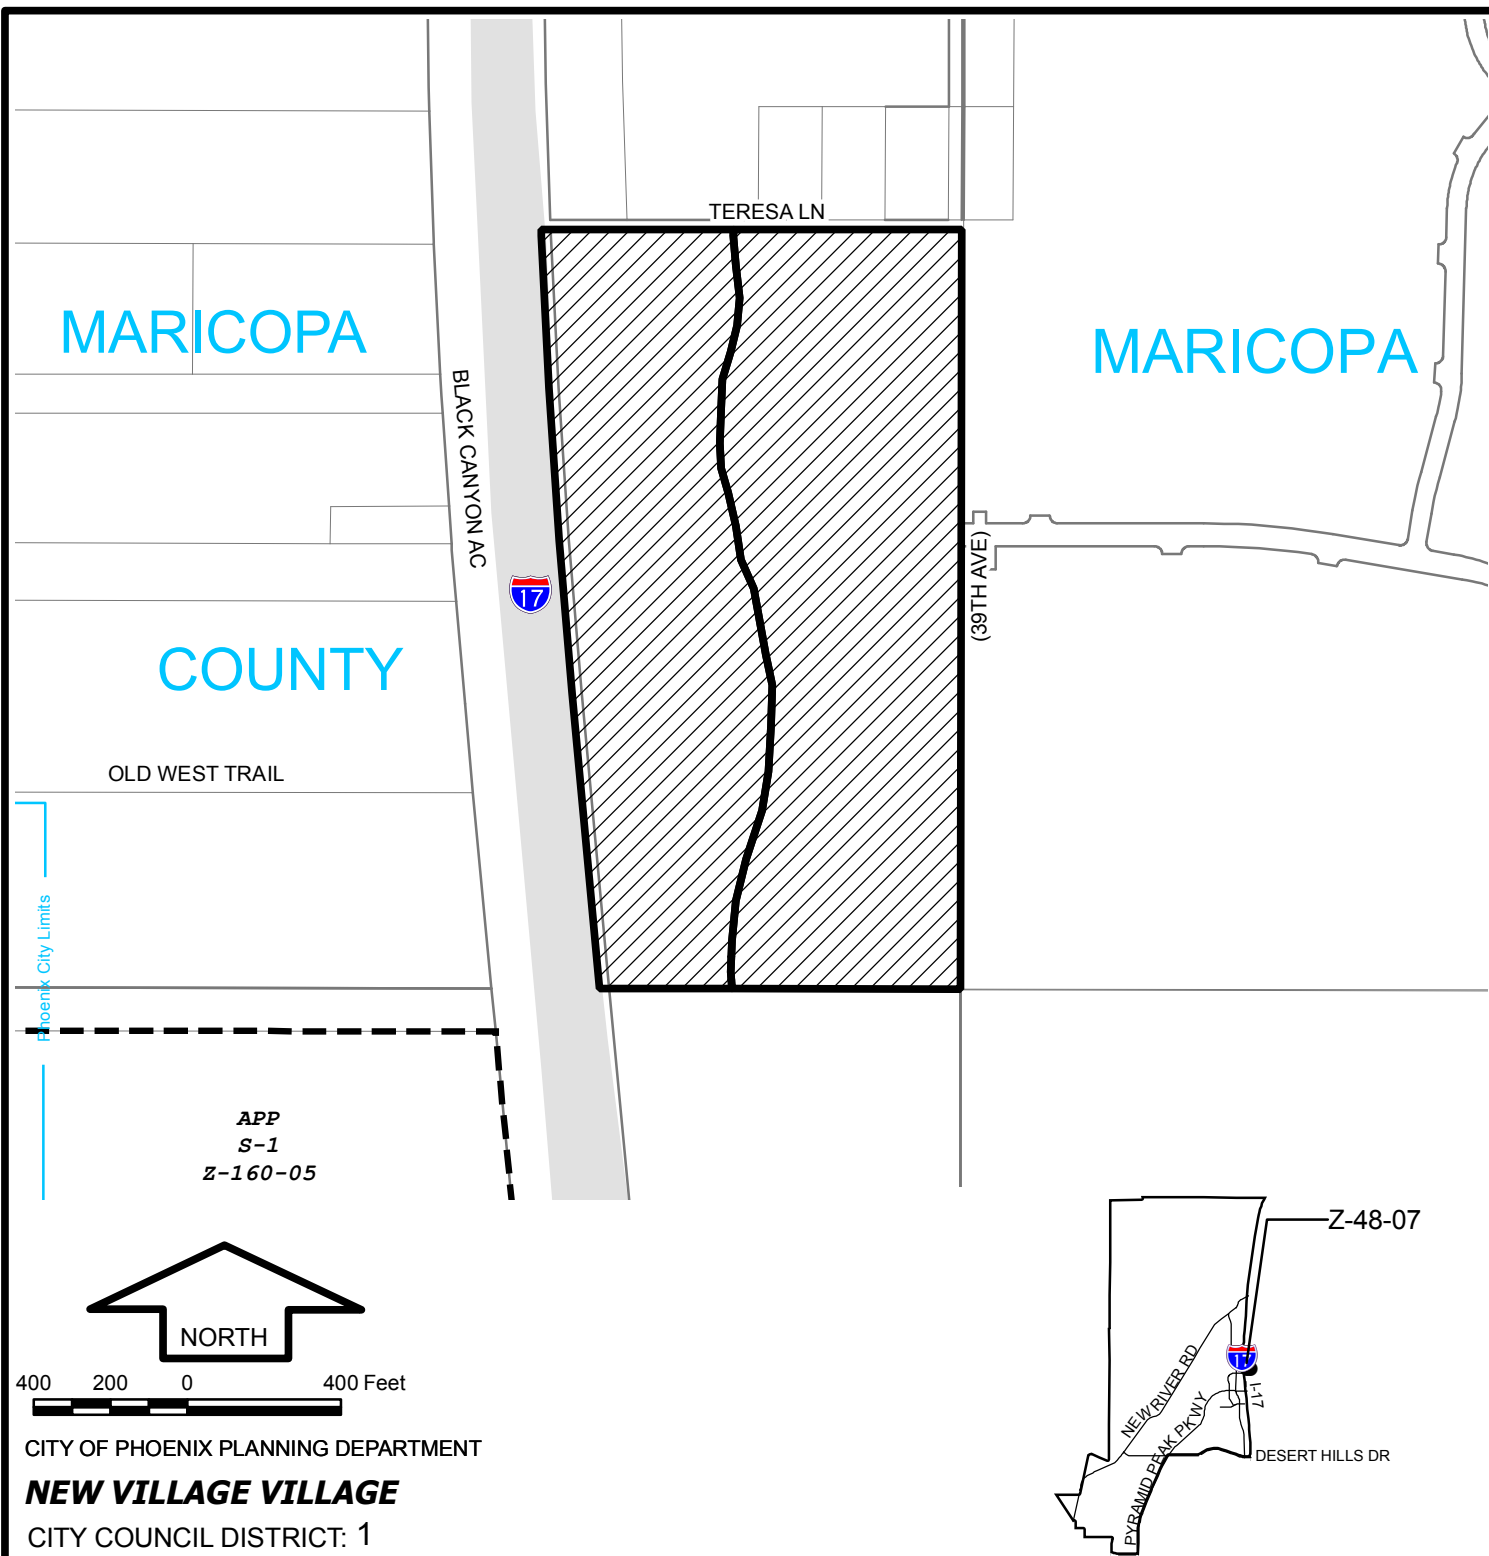 TERESA LN
MARICOPA
MARICOPA
BLACK CANYON AC
17
(39TH AVE)
COUNTY
OLD WEST TRAIL
Phoenix City Limits
APP
S-1
Z-160-05
Z-48-07
NORTH
400 200 0 400 Feet
CITY OF PHOENIX PLANNING DEPARTMENT
NEW VILLAGE VILLAGE
CITY COUNCIL DISTRICT: 1
17
I-17
NEW RIVER RD
PYRAMID PEAK PKWY
DESERT HILLS DR